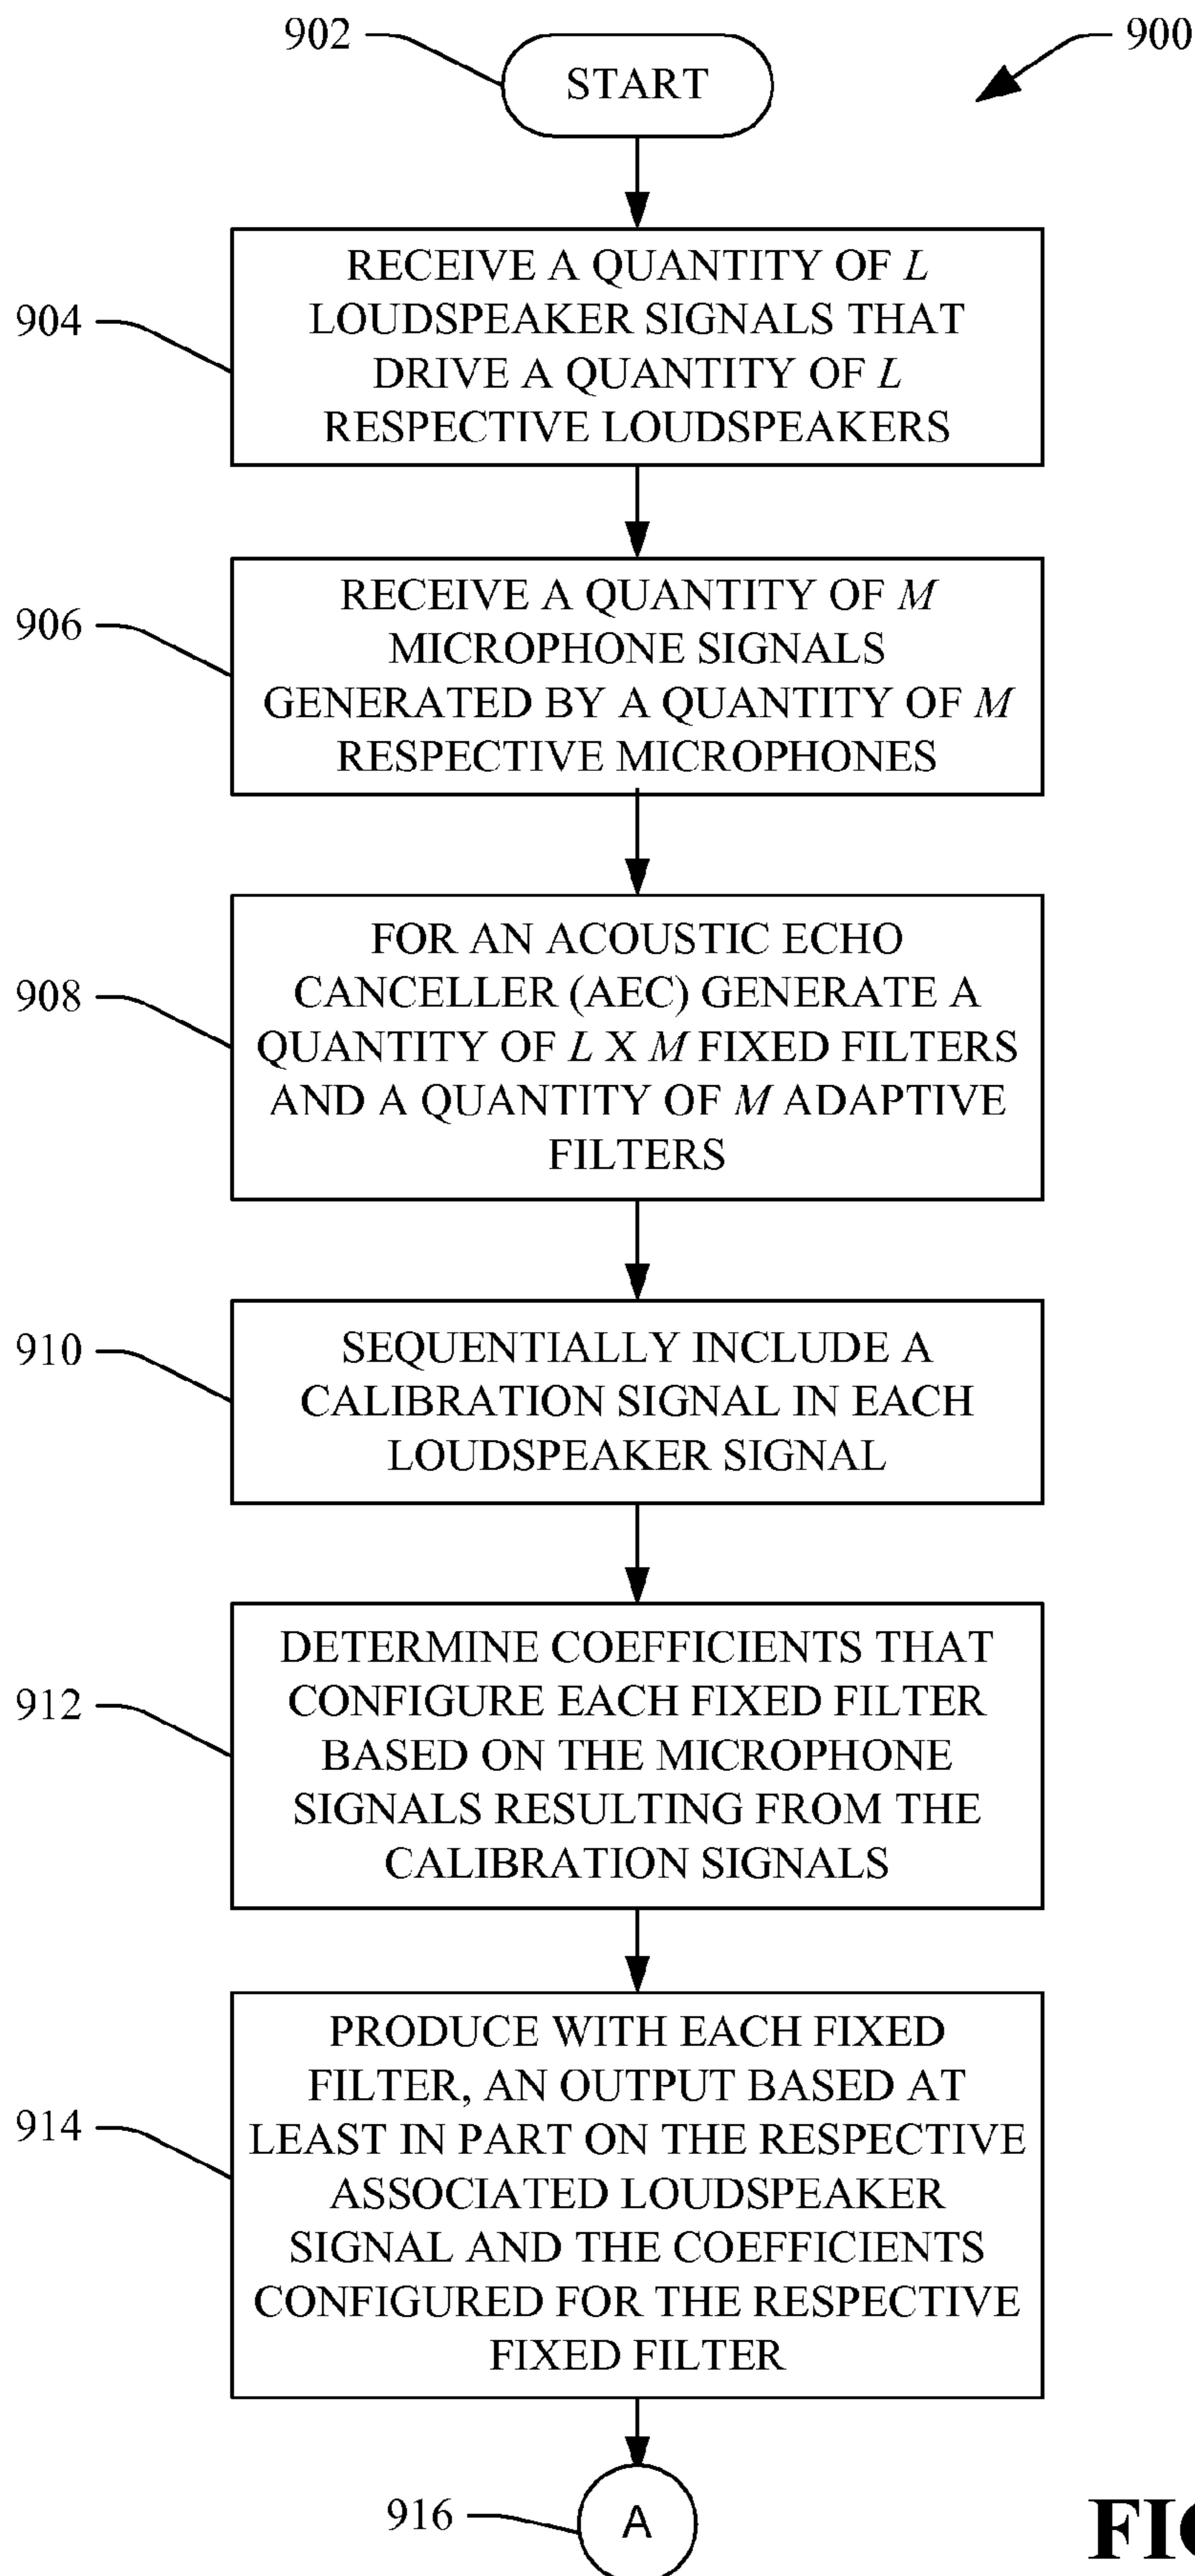 902
900
START
904
RECEIVE A QUANTITY OF L
LOUDSPEAKER SIGNALS THAT
DRIVE A QUANTITY OF L
RESPECTIVE LOUDSPEAKERS
906
RECEIVE A QUANTITY OF M
MICROPHONE SIGNALS
GENERATED BY A QUANTITY OF M
RESPECTIVE MICROPHONES
908
FOR AN ACOUSTIC ECHO
CANCELLER (AEC) GENERATE A
QUANTITY OF L X M FIXED FILTERS
AND A QUANTITY OF M ADAPTIVE
FILTERS
910
SEQUENTIALLY INCLUDE A
CALIBRATION SIGNAL IN EACH
LOUDSPEAKER SIGNAL
912
DETERMINE COEFFICIENTS THAT
CONFIGURE EACH FIXED FILTER
BASED ON THE MICROPHONE
SIGNALS RESULTING FROM THE
CALIBRATION SIGNALS
914
PRODUCE WITH EACH FIXED
FILTER, AN OUTPUT BASED AT
LEAST IN PART ON THE RESPECTIVE
ASSOCIATED LOUDSPEAKER
SIGNAL AND THE COEFFICIENTS
CONFIGURED FOR THE RESPECTIVE
FIXED FILTER
916
A